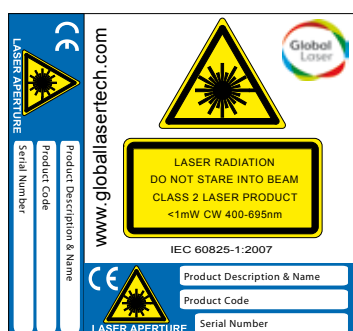 CE
LASER APERTURE
Product Description & Name
Product Code
Serial Number
www.globallasertech.com
Global
Laser
LASER RADIATION
DO NOT STARE INTO BEAM
CLASS 2 LASER PRODUCT
<1mW CW 400-695nm
IEC 60825-1:2007
CE
LASER APERTURE
Product Description & Name
Product Code
Serial Number